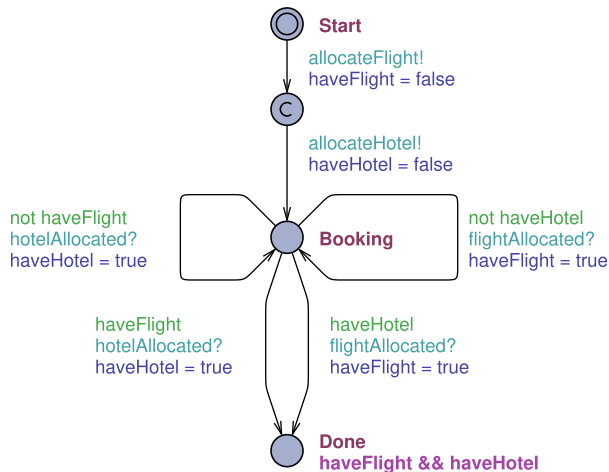 Start
allocateFlight!
haveFlight = false
C
allocateHotel!
haveHotel = false
not haveFlight
hotelAllocated?
haveHotel = true
Booking
not haveHotel
flightAllocated?
haveFlight = true
haveFlight
hotelAllocated?
haveHotel = true
haveHotel
flightAllocated?
haveFlight = true
Done
haveFlight && haveHotel